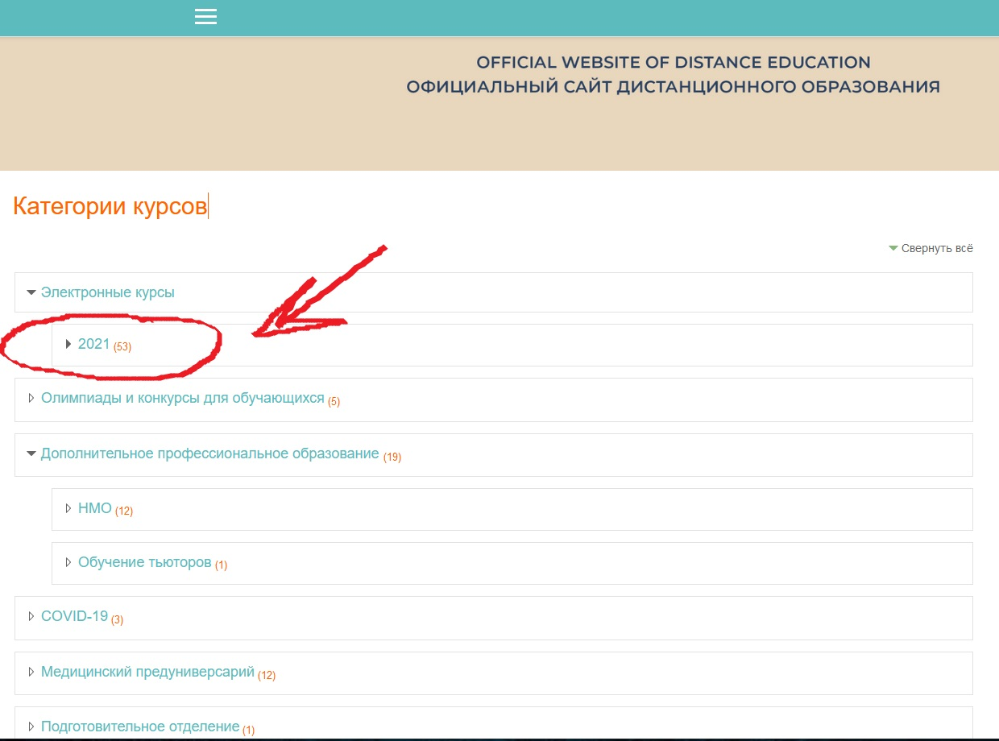 OFFICIAL WEBSITE OF DISTANCE EDUCATION
ОФИЦИАЛЬНЫЙ САЙТ ДИСТАНЦИОННОГО ОБРАЗОВАНИЯ
Категории курсов
Свернуть всё
Электронные курсы
2021 (53)
Олимпиады и конкурсы для обучающихся (5)
Дополнительное профессиональное образование (19)
НМО (12)
Обучение тьюторов (1)
COVID-19 (3)
Медицинский предуниверсарий (12)
Подготовительное отделение (1)